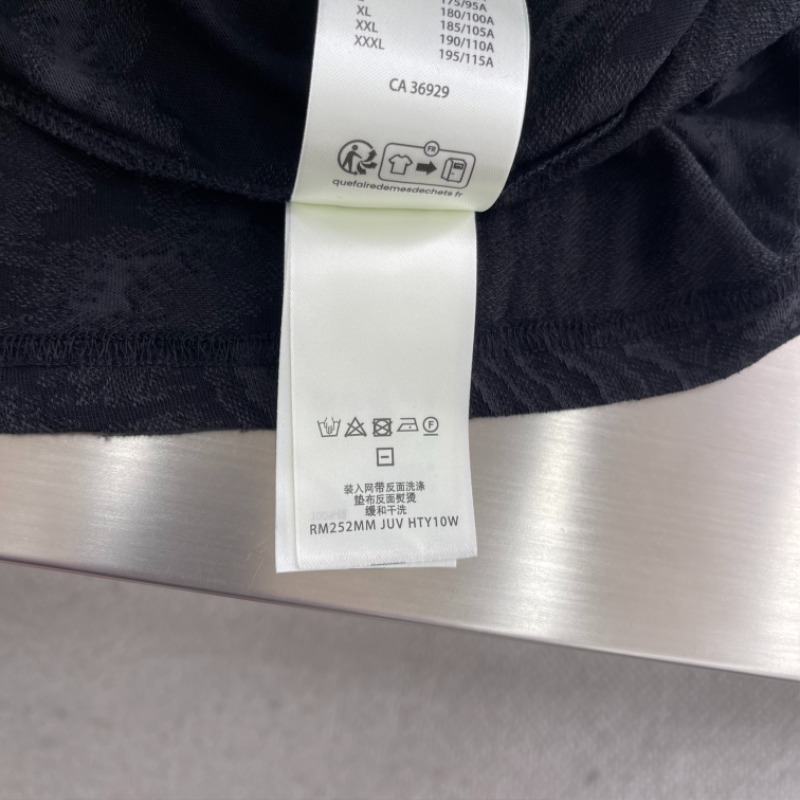 175/95A
XL 180/100A
XXL 185/105A
XXXL 190/110A
195/115A
CA 36929
FR
quefairedemesdechets.fr
F
装入网带反面洗涤
垫布反面熨烫
缓和干洗
RM252MM JUV HTY10W